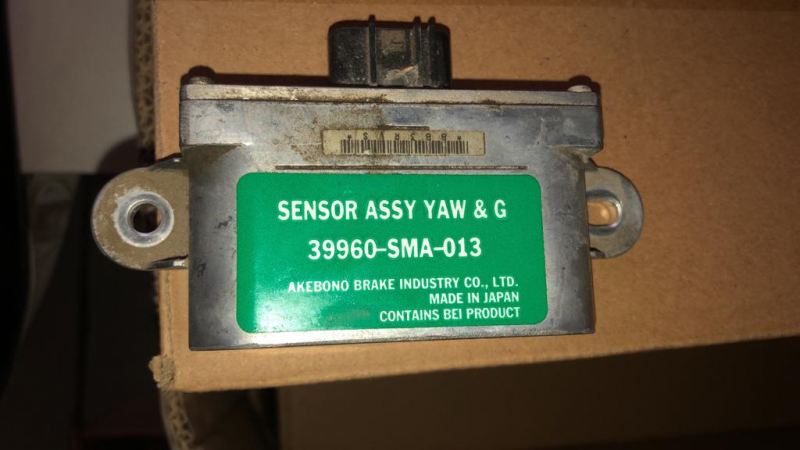 SENSOR ASSY YAW & G
39960-SMA-013
AKEBONO BRAKE INDUSTRY CO., LTD.
MADE IN JAPAN
CONTAINS BEI PRODUCT